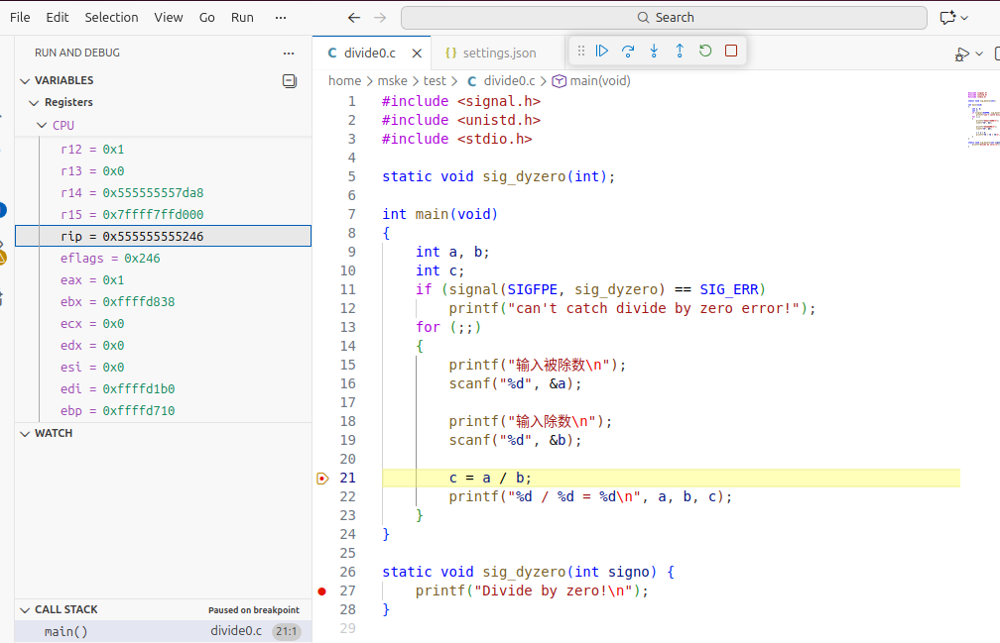 File Edit Selection View Go Run ··· Search
RUN AND DEBUG ···
VARIABLES
Registers
CPU
r12 = 0x1
r13 = 0x0
r14 = 0x555555557da8
r15 = 0x7ffff7ffd000
rip = 0x555555555246
eflags = 0x246
eax = 0x1
ebx = 0xffffd838
ecx = 0x0
edx = 0x0
esi = 0x0
edi = 0xffffd1b0
ebp = 0xffffd710
WATCH
CALL STACK Paused on breakpoint
main() divide0.c 21:1
C divide0.c {} settings.json
home > mske > test > C divide0.c > main(void)
1 #include <signal.h>
2 #include <unistd.h>
3 #include <stdio.h>
4
5 static void sig_dyzero(int);
6
7 int main(void)
8 {
9 int a, b;
10 int c;
11 if (signal(SIGFPE, sig_dyzero) == SIG_ERR)
12 printf("can't catch divide by zero error!");
13 for (;;)
14 {
15 printf("输入被除数\n");
16 scanf("%d", &a);
17
18 printf("输入除数\n");
19 scanf("%d", &b);
20
21 c = a / b;
22 printf("%d / %d = %d\n", a, b, c);
23 }
24 }
25
26 static void sig_dyzero(int signo) {
27 printf("Divide by zero!\n");
28 }
29